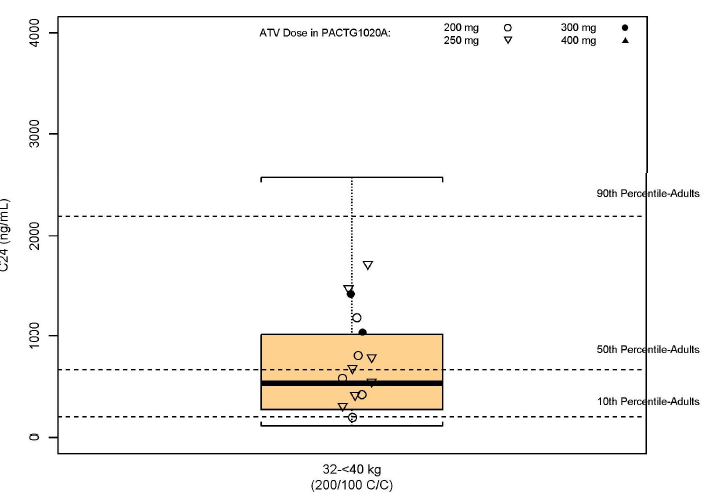 ATV Dose in PACTG1020A:
200 mg
300 mg
250 mg
400 mg
4000
3000
2000
1000
0
C24 (ng/mL)
90th Percentile-Adults
50th Percentile-Adults
10th Percentile-Adults
32-<40 kg
(200/100 C/C)